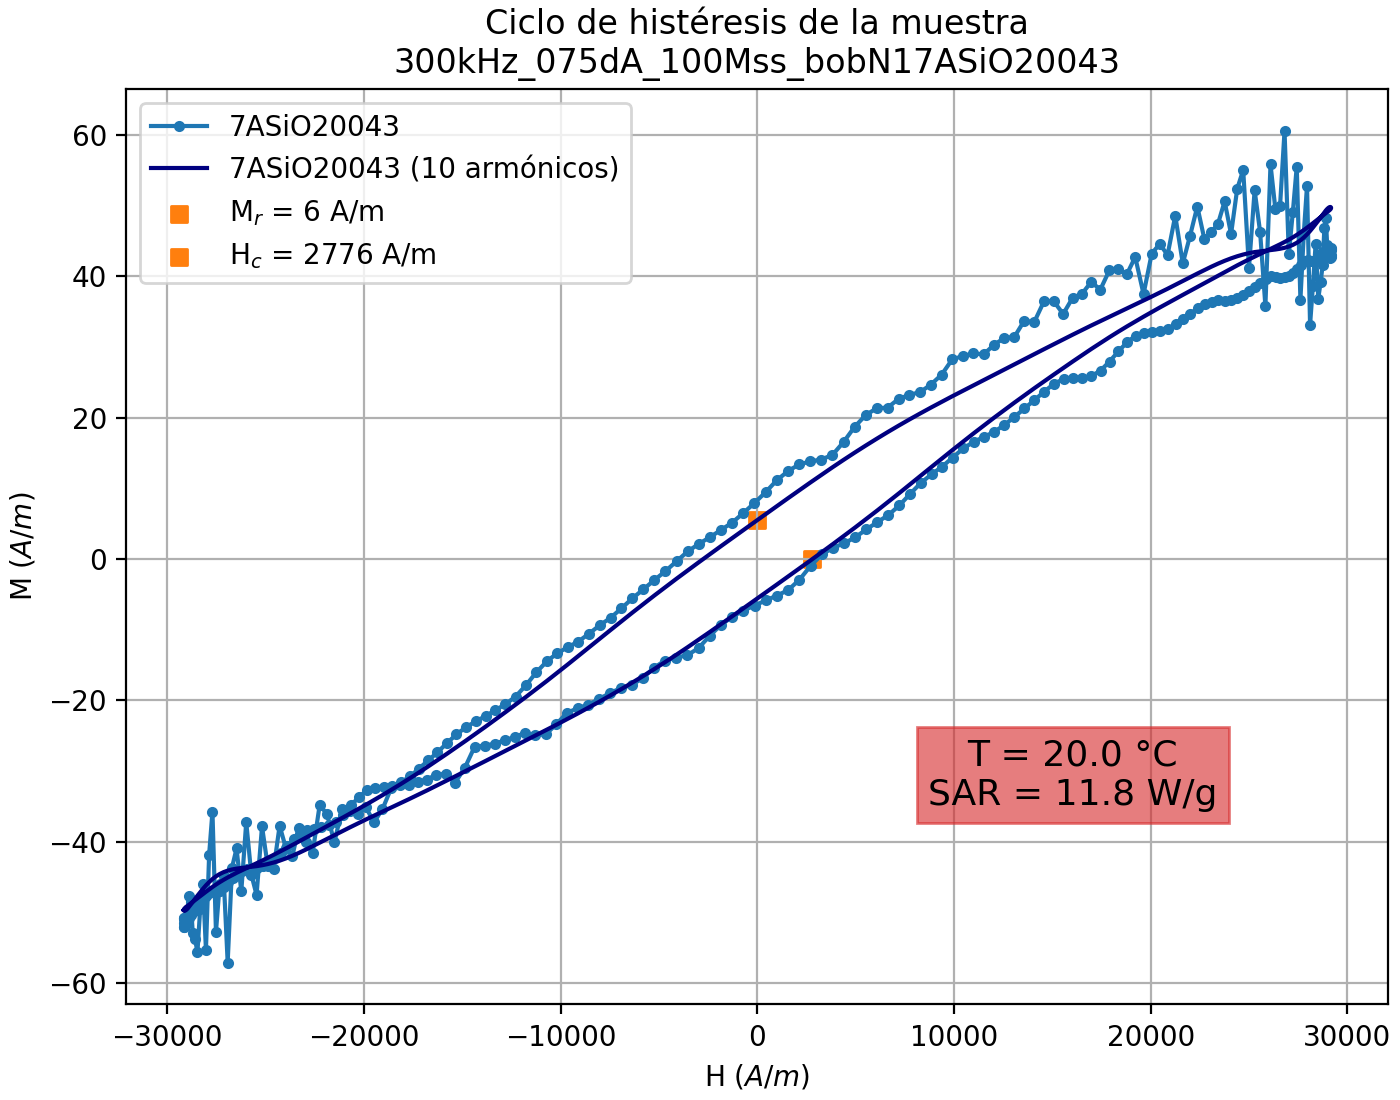 Ciclo de histéresis de la muestra
300kHz_075dA_100Mss_bobN17ASiO20043
7ASiO20043
7ASiO20043 (10 armónicos)
Mr = 6 A/m
Hc = 2776 A/m
60
40
20
0
−20
−40
−60
M (A/m)
T = 20.0 °C
SAR = 11.8 W/g
−30000 −20000 −10000 0 10000 20000 30000
H (A/m)